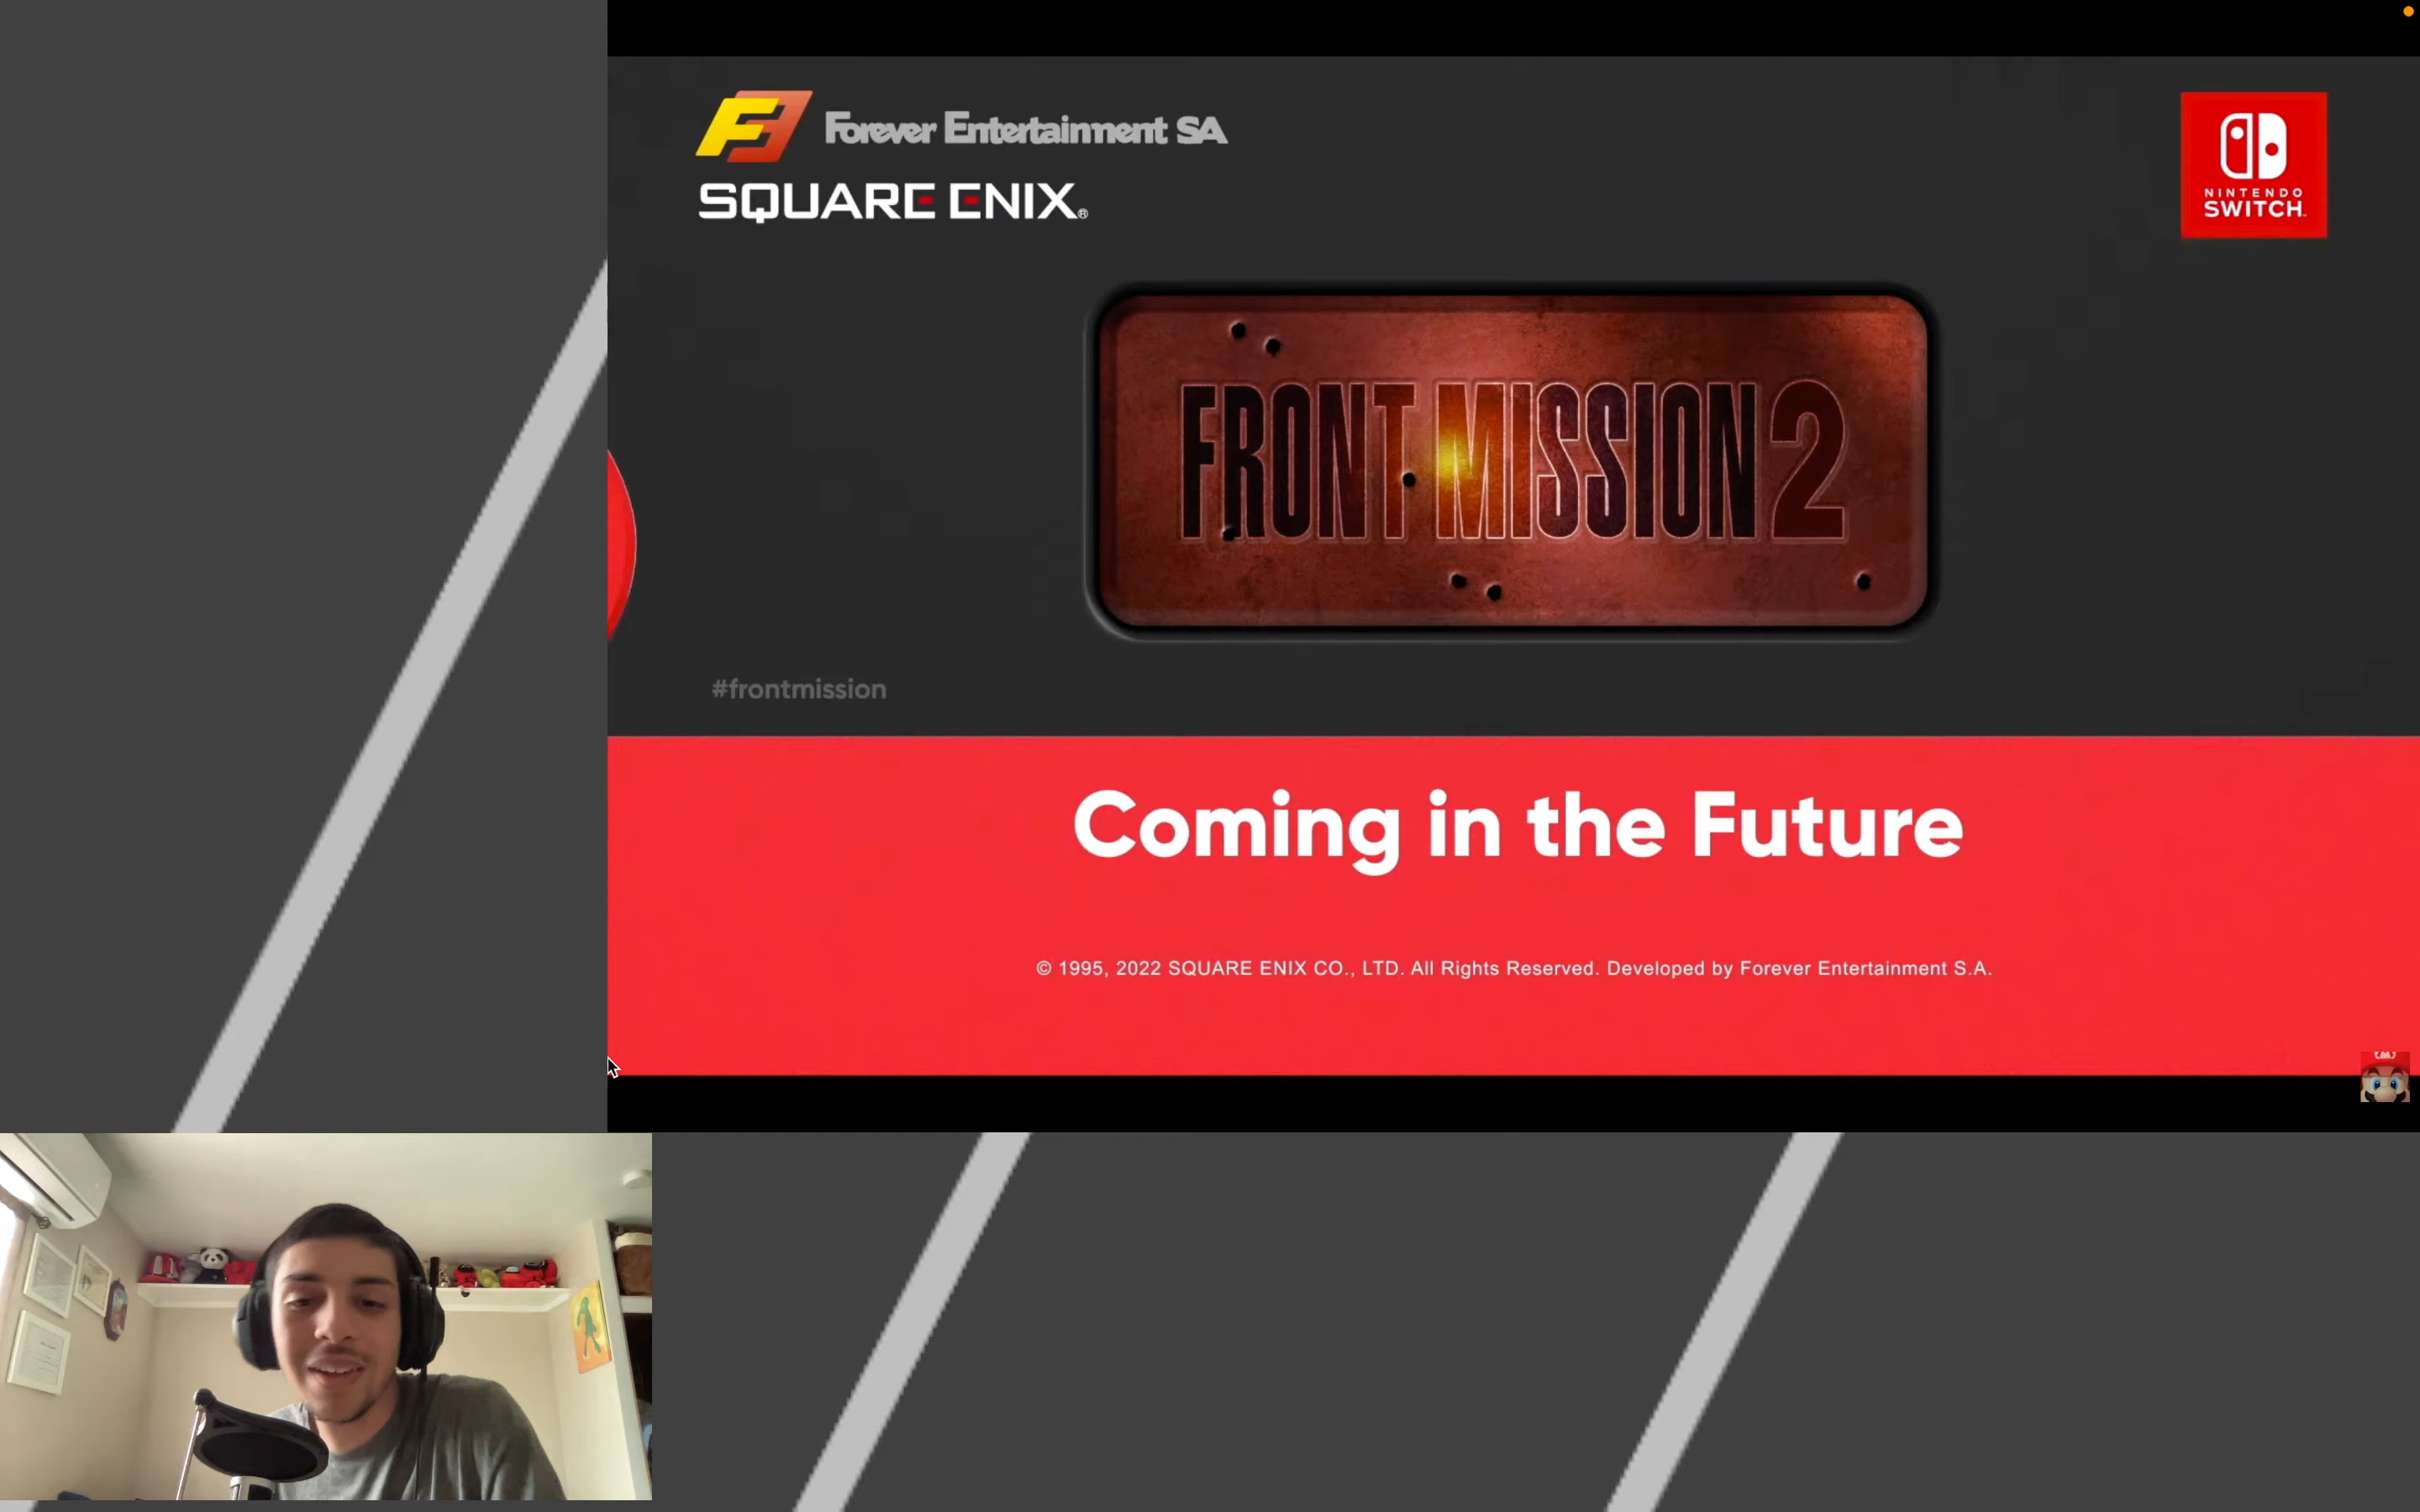 Forever Entertainment SA
SQUARE ENIX®
NINTENDO
SWITCH™
FRONT MISSION 2
#frontmission
Coming in the Future
© 1995, 2022 SQUARE ENIX CO., LTD. All Rights Reserved. Developed by Forever Entertainment S.A.